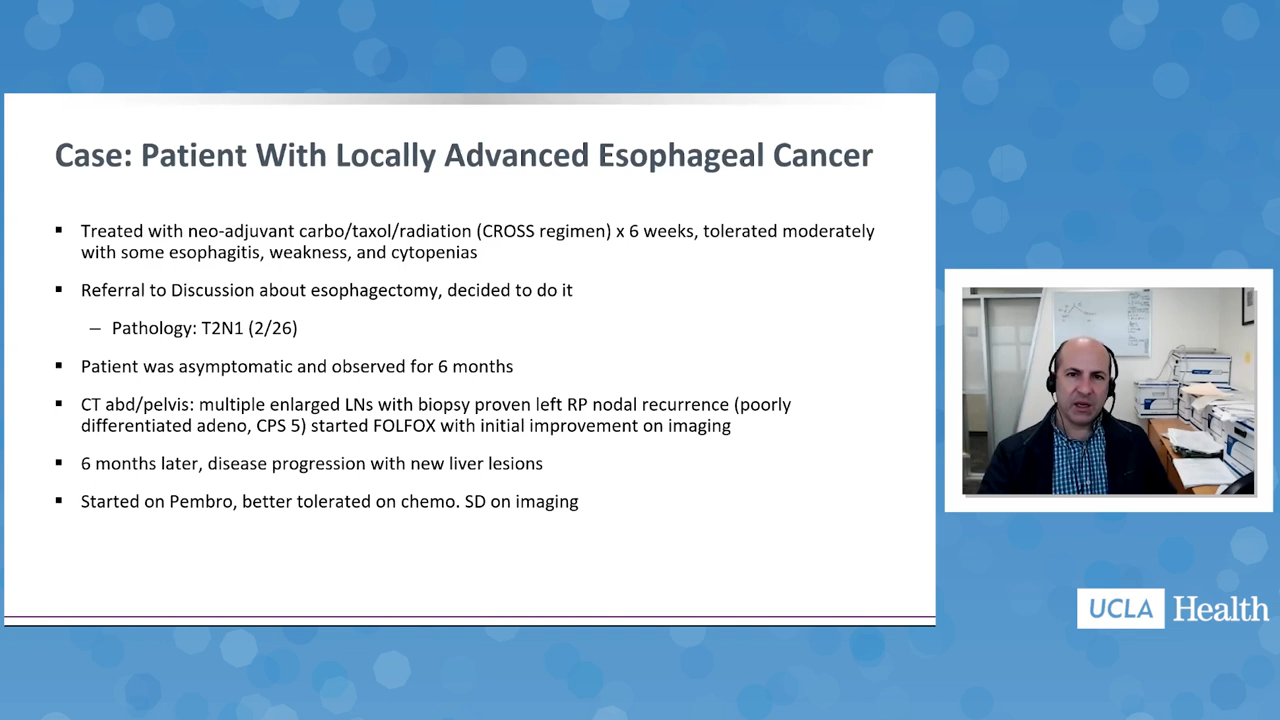 Case: Patient With Locally Advanced Esophageal Cancer
▪ Treated with neo-adjuvant carbo/taxol/radiation (CROSS regimen) x 6 weeks, tolerated moderately
with some esophagitis, weakness, and cytopenias
▪ Referral to Discussion about esophagectomy, decided to do it
– Pathology: T2N1 (2/26)
▪ Patient was asymptomatic and observed for 6 months
▪ CT abd/pelvis: multiple enlarged LNs with biopsy proven left RP nodal recurrence (poorly
differentiated adeno, CPS 5) started FOLFOX with initial improvement on imaging
▪ 6 months later, disease progression with new liver lesions
▪ Started on Pembro, better tolerated on chemo. SD on imaging
UCLA Health